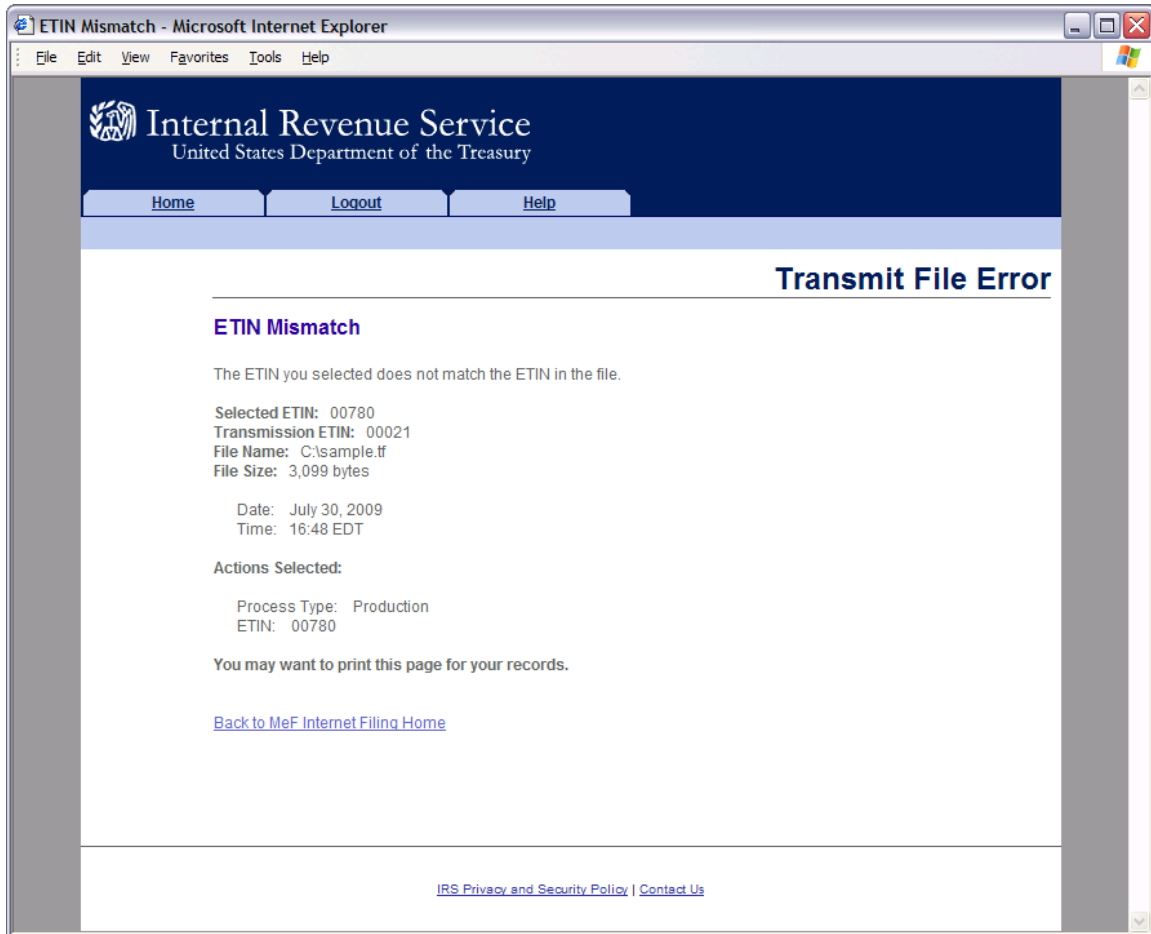 ETIN Mismatch - Microsoft Internet Explorer
File Edit View Favorites Tools Help
Internal Revenue Service
United States Department of the Treasury
Home Logout Help
Transmit File Error
ETIN Mismatch
The ETIN you selected does not match the ETIN in the file.
Selected ETIN: 00780
Transmission ETIN: 00021
File Name: C:\sample.tf
File Size: 3,099 bytes
Date: July 30, 2009
Time: 16:48 EDT
Actions Selected:
Process Type: Production
ETIN: 00780
You may want to print this page for your records.
Back to MeF Internet Filing Home
IRS Privacy and Security Policy | Contact Us